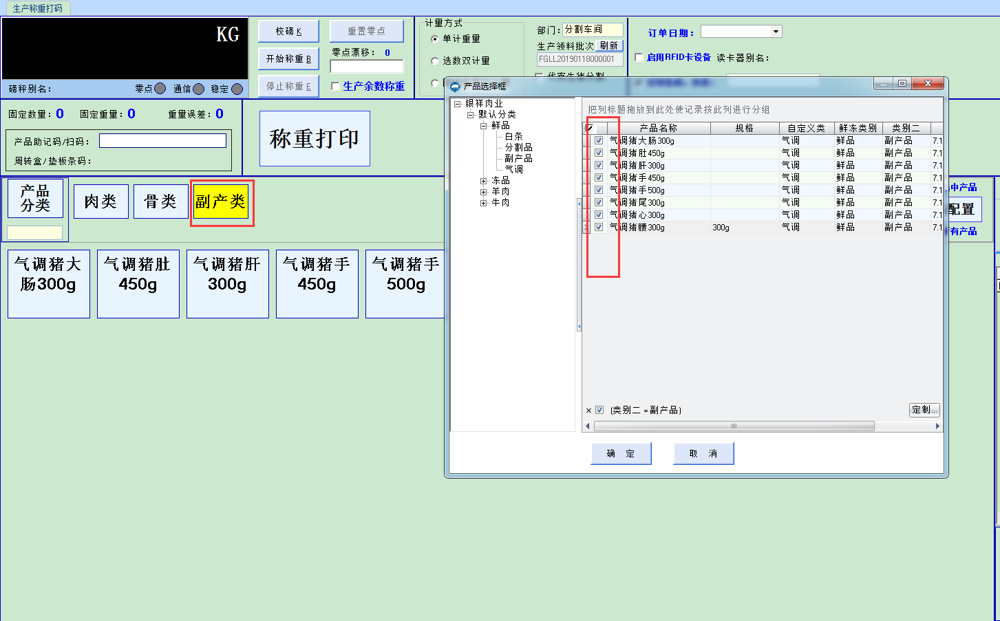 生产称重打码
KG
磅秤别名：
零点 通信 稳定
校磅 K
重置零点
开始称重 B
零点漂移： 0
停止称重 E
生产余数称重
计量方式
单计重量
选数双计量
部门： 分割车间
生产领料批次 刷新
FGLL20190118000001
代宰生猪分割
订单日期：
启用RFID卡设备 读卡器别名：
固定数量：0 固定重量：0 重量误差：0
产品助记码/扫码：
周转盒/垫板条码：
称重打印
产品
分类
肉类
骨类
副产类
中产品
配置
有产品
气调猪大
肠300g
气调猪肚
450g
气调猪肝
300g
气调猪手
450g
气调猪手
500g
产品选择框
银祥肉业
默认分类
鲜品
白条
分割品
副产品
气调
冻品
羊肉
牛肉
把列标题拖放到此处使记录按此列进行分组
产品名称 规格 自定义类 鲜冻类别 类别二
气调猪大肠300g 气调 鲜品 副产品 7.1
气调猪肚450g 气调 鲜品 副产品 7.1
气调猪肝300g 气调 鲜品 副产品 7.1
气调猪手450g 气调 鲜品 副产品 7.1
气调猪手500g 气调 鲜品 副产品 7.1
气调猪尾300g 气调 鲜品 副产品 7.1
气调猪心300g 气调 鲜品 副产品 7.1
气调猪腰300g 300g 气调 鲜品 副产品 7.1
(类别二 = 副产品)
定制...
确 定
取 消